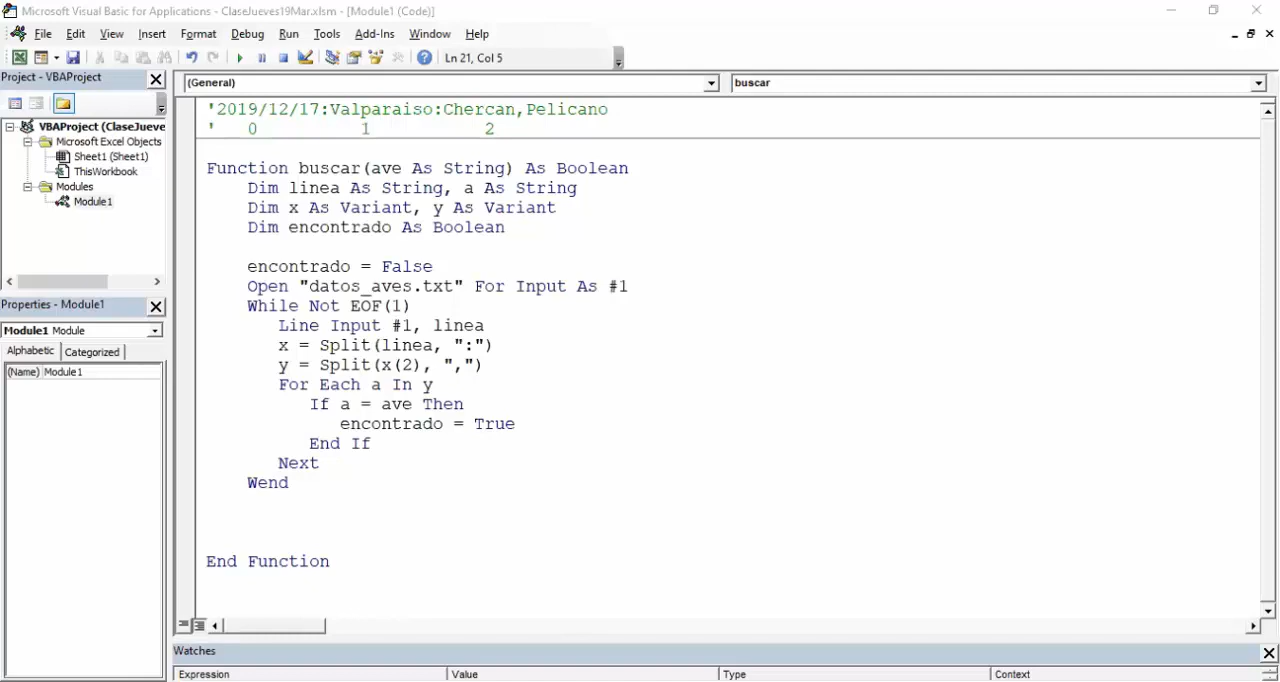 Microsoft Visual Basic for Applications - ClaseJueves19Mar.xlsm - [Module1 (Code)]
File Edit View Insert Format Debug Run Tools Add-Ins Window Help
Ln 21, Col 5
Project - VBAProject
VBAProject (ClaseJueve
Microsoft Excel Objects
Sheet1 (Sheet1)
ThisWorkbook
Modules
Module1
Properties - Module1
Module1 Module
Alphabetic Categorized
(Name) Module1
(General) buscar
'2019/12/17:Valparaiso:Chercan,Pelicano
' 0 1 2
Function buscar(ave As String) As Boolean
Dim linea As String, a As String
Dim x As Variant, y As Variant
Dim encontrado As Boolean
encontrado = False
Open "datos_aves.txt" For Input As #1
While Not EOF(1)
Line Input #1, linea
x = Split(linea, ":")
y = Split(x(2), ",")
For Each a In y
If a = ave Then
encontrado = True
End If
Next
Wend
End Function
Watches
Expression Value Type Context